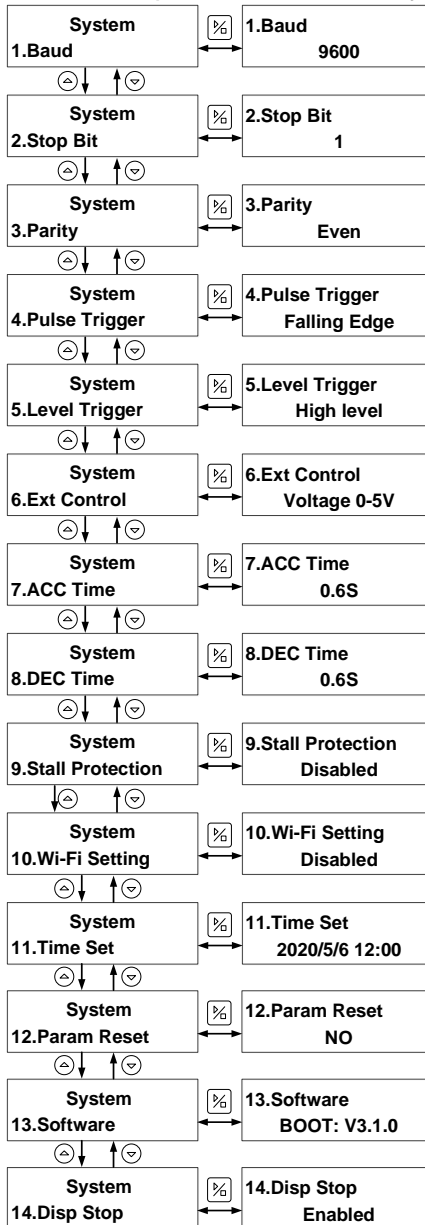 System
1.Baud
1.Baud
9600
System
2.Stop Bit
2.Stop Bit
1
System
3.Parity
3.Parity
Even
System
4.Pulse Trigger
4.Pulse Trigger
Falling Edge
System
5.Level Trigger
5.Level Trigger
High level
System
6.Ext Control
6.Ext Control
Voltage 0-5V
System
7.ACC Time
7.ACC Time
0.6S
System
8.DEC Time
8.DEC Time
0.6S
System
9.Stall Protection
9.Stall Protection
Disabled
System
10.Wi-Fi Setting
10.Wi-Fi Setting
Disabled
System
11.Time Set
11.Time Set
2020/5/6 12:00
System
12.Param Reset
12.Param Reset
NO
System
13.Software
13.Software
BOOT: V3.1.0
System
14.Disp Stop
14.Disp Stop
Enabled